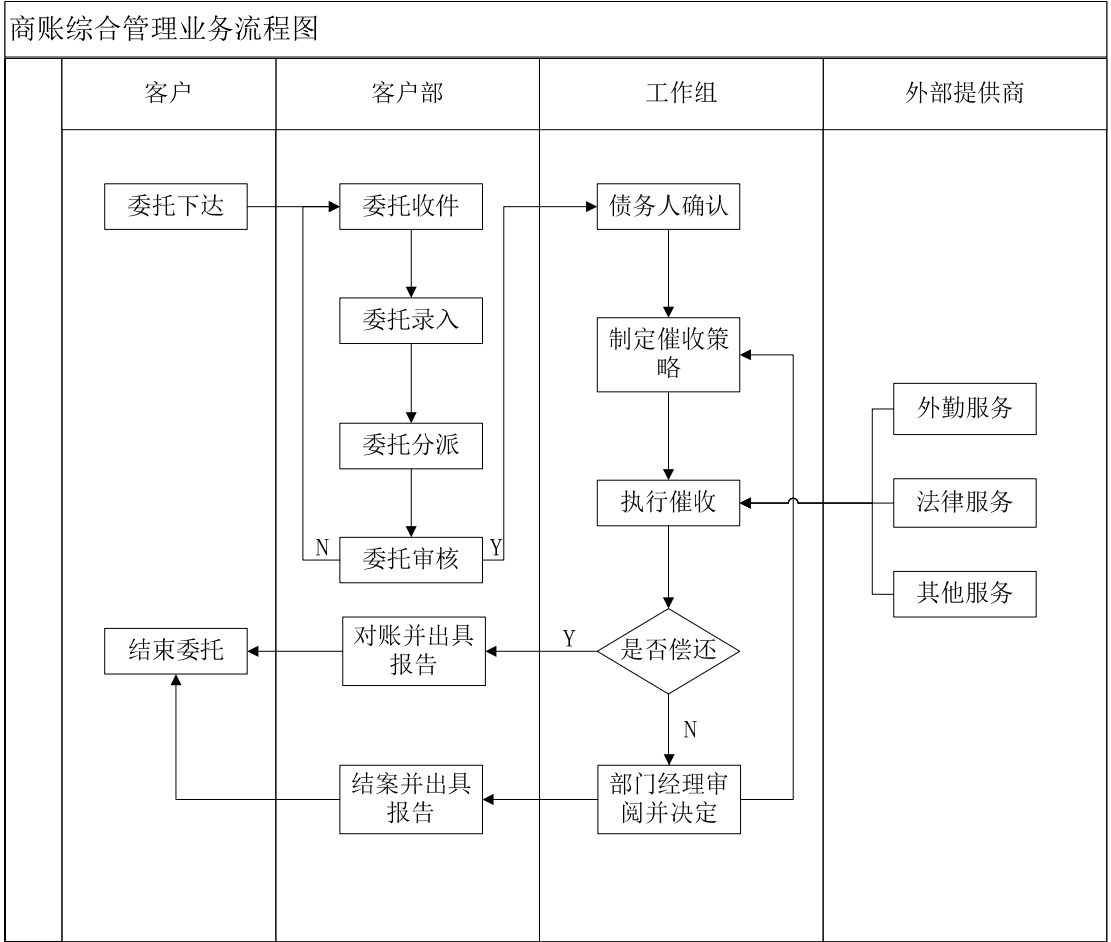 商账综合管理业务流程图
客户
客户部
工作组
外部提供商
委托下达
委托收件
债务人确认
委托录入
制定催收策
略
外勤服务
委托分派
执行催收
法律服务
N
委托审核
Y
其他服务
结束委托
对账并出具
报告
Y
是否偿还
N
结案并出具
报告
部门经理审
阅并决定